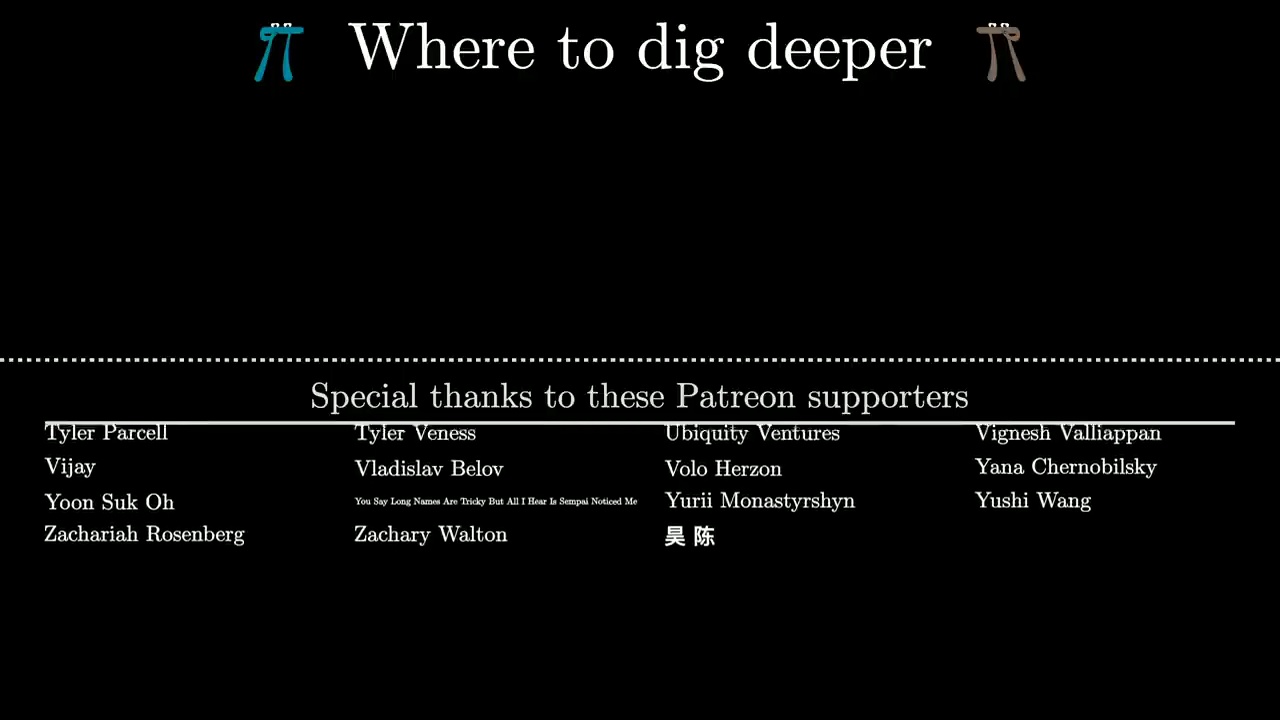 Where to dig deeper
Special thanks to these Patreon supporters
Tyler Parcell Tyler Veness Ubiquity Ventures Vignesh Valliappan
Vijay Vladislav Belov Volo Herzon Yana Chernobilsky
Yoon Suk Oh You Say Long Names Are Tricky But All I Hear Is Sempai Noticed Me Yurii Monastyrshyn Yushi Wang
Zachariah Rosenberg Zachary Walton 昊 陈